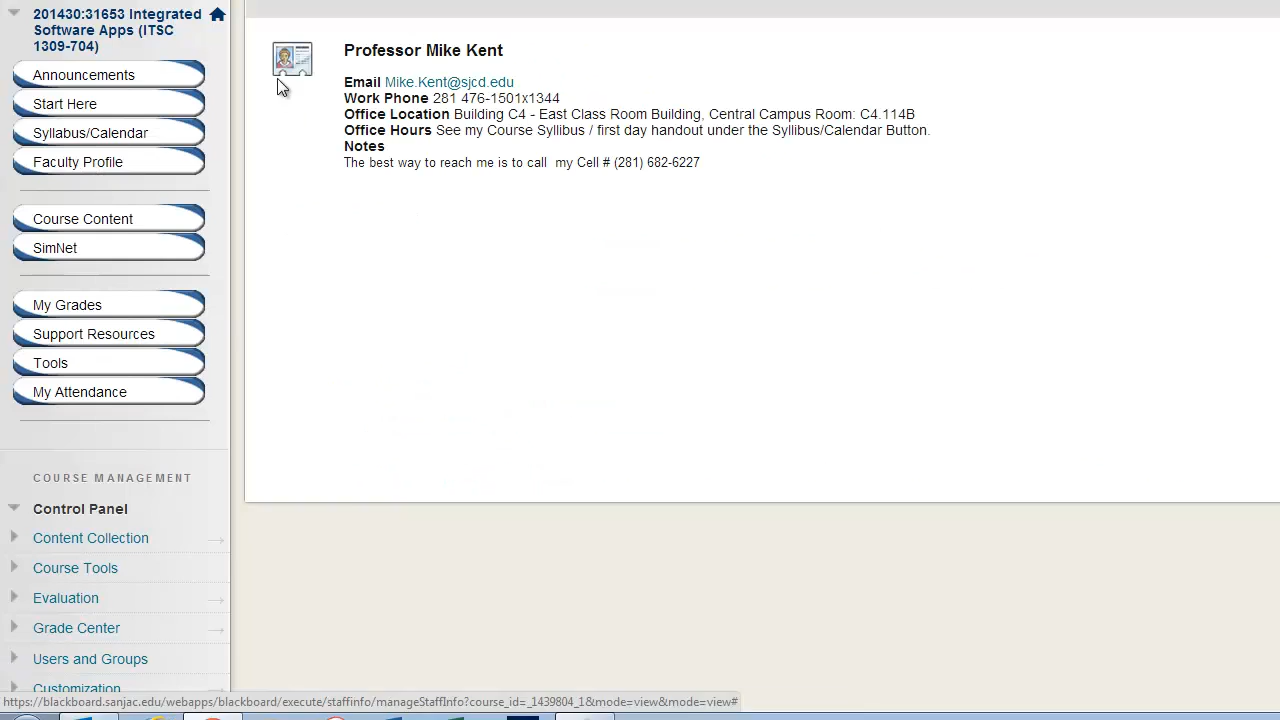 201430:31653 Integrated
Software Apps (ITSC
1309-704)
Announcements
Start Here
Syllabus/Calendar
Faculty Profile
Course Content
SimNet
My Grades
Support Resources
Tools
My Attendance
COURSE MANAGEMENT
Control Panel
Content Collection
Course Tools
Evaluation
Grade Center
Users and Groups
Customization
Professor Mike Kent
Email Mike.Kent@sjcd.edu
Work Phone 281 476-1501x1344
Office Location Building C4 - East Class Room Building, Central Campus Room: C4.114B
Office Hours See my Course Syllibus / first day handout under the Syllibus/Calendar Button.
Notes
The best way to reach me is to call my Cell # (281) 682-6227
https://blackboard.sanjac.edu/webapps/blackboard/execute/staffinfo/manageStaffInfo?course_id=_1439804_1&mode=view&mode=view#